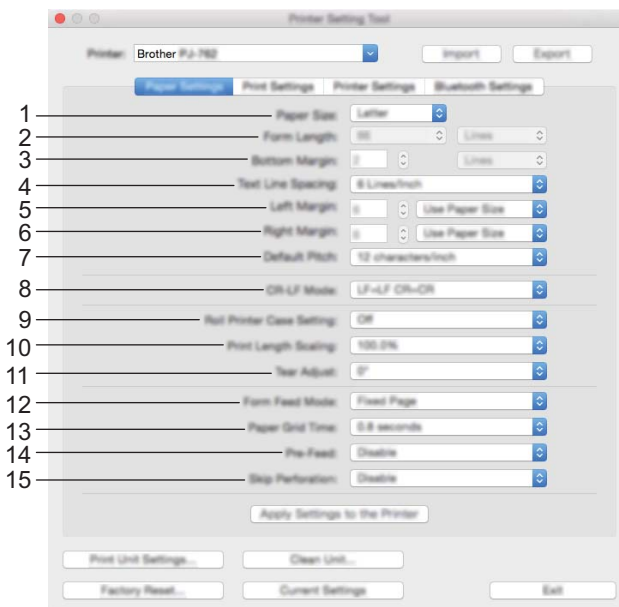 Printer Setting Tool
Printer: Brother PJ-762 Import Export
Paper Settings Print Settings Printer Settings Bluetooth Settings
1 Paper Size: Letter
2 Form Length: Lines
3 Bottom Margin: 2 Lines
4 Text Line Spacing: 6 Lines/Inch
5 Left Margin: Use Paper Size
6 Right Margin: Use Paper Size
7 Default Pitch: 12 characters/inch
8 CR-LF Mode: LF=LF CR=CR
9 Roll Printer Case Setting: Off
10 Print Length Scaling: 100.0%
11 Tear Adjust: 0"
12 Form Feed Mode: Fixed Page
13 Paper Grid Time: 0.8 seconds
14 Pre-Feed: Disable
15 Skip Perforation: Disable
Apply Settings to the Printer
Print Unit Settings... Clean Unit...
Factory Reset... Current Settings Exit